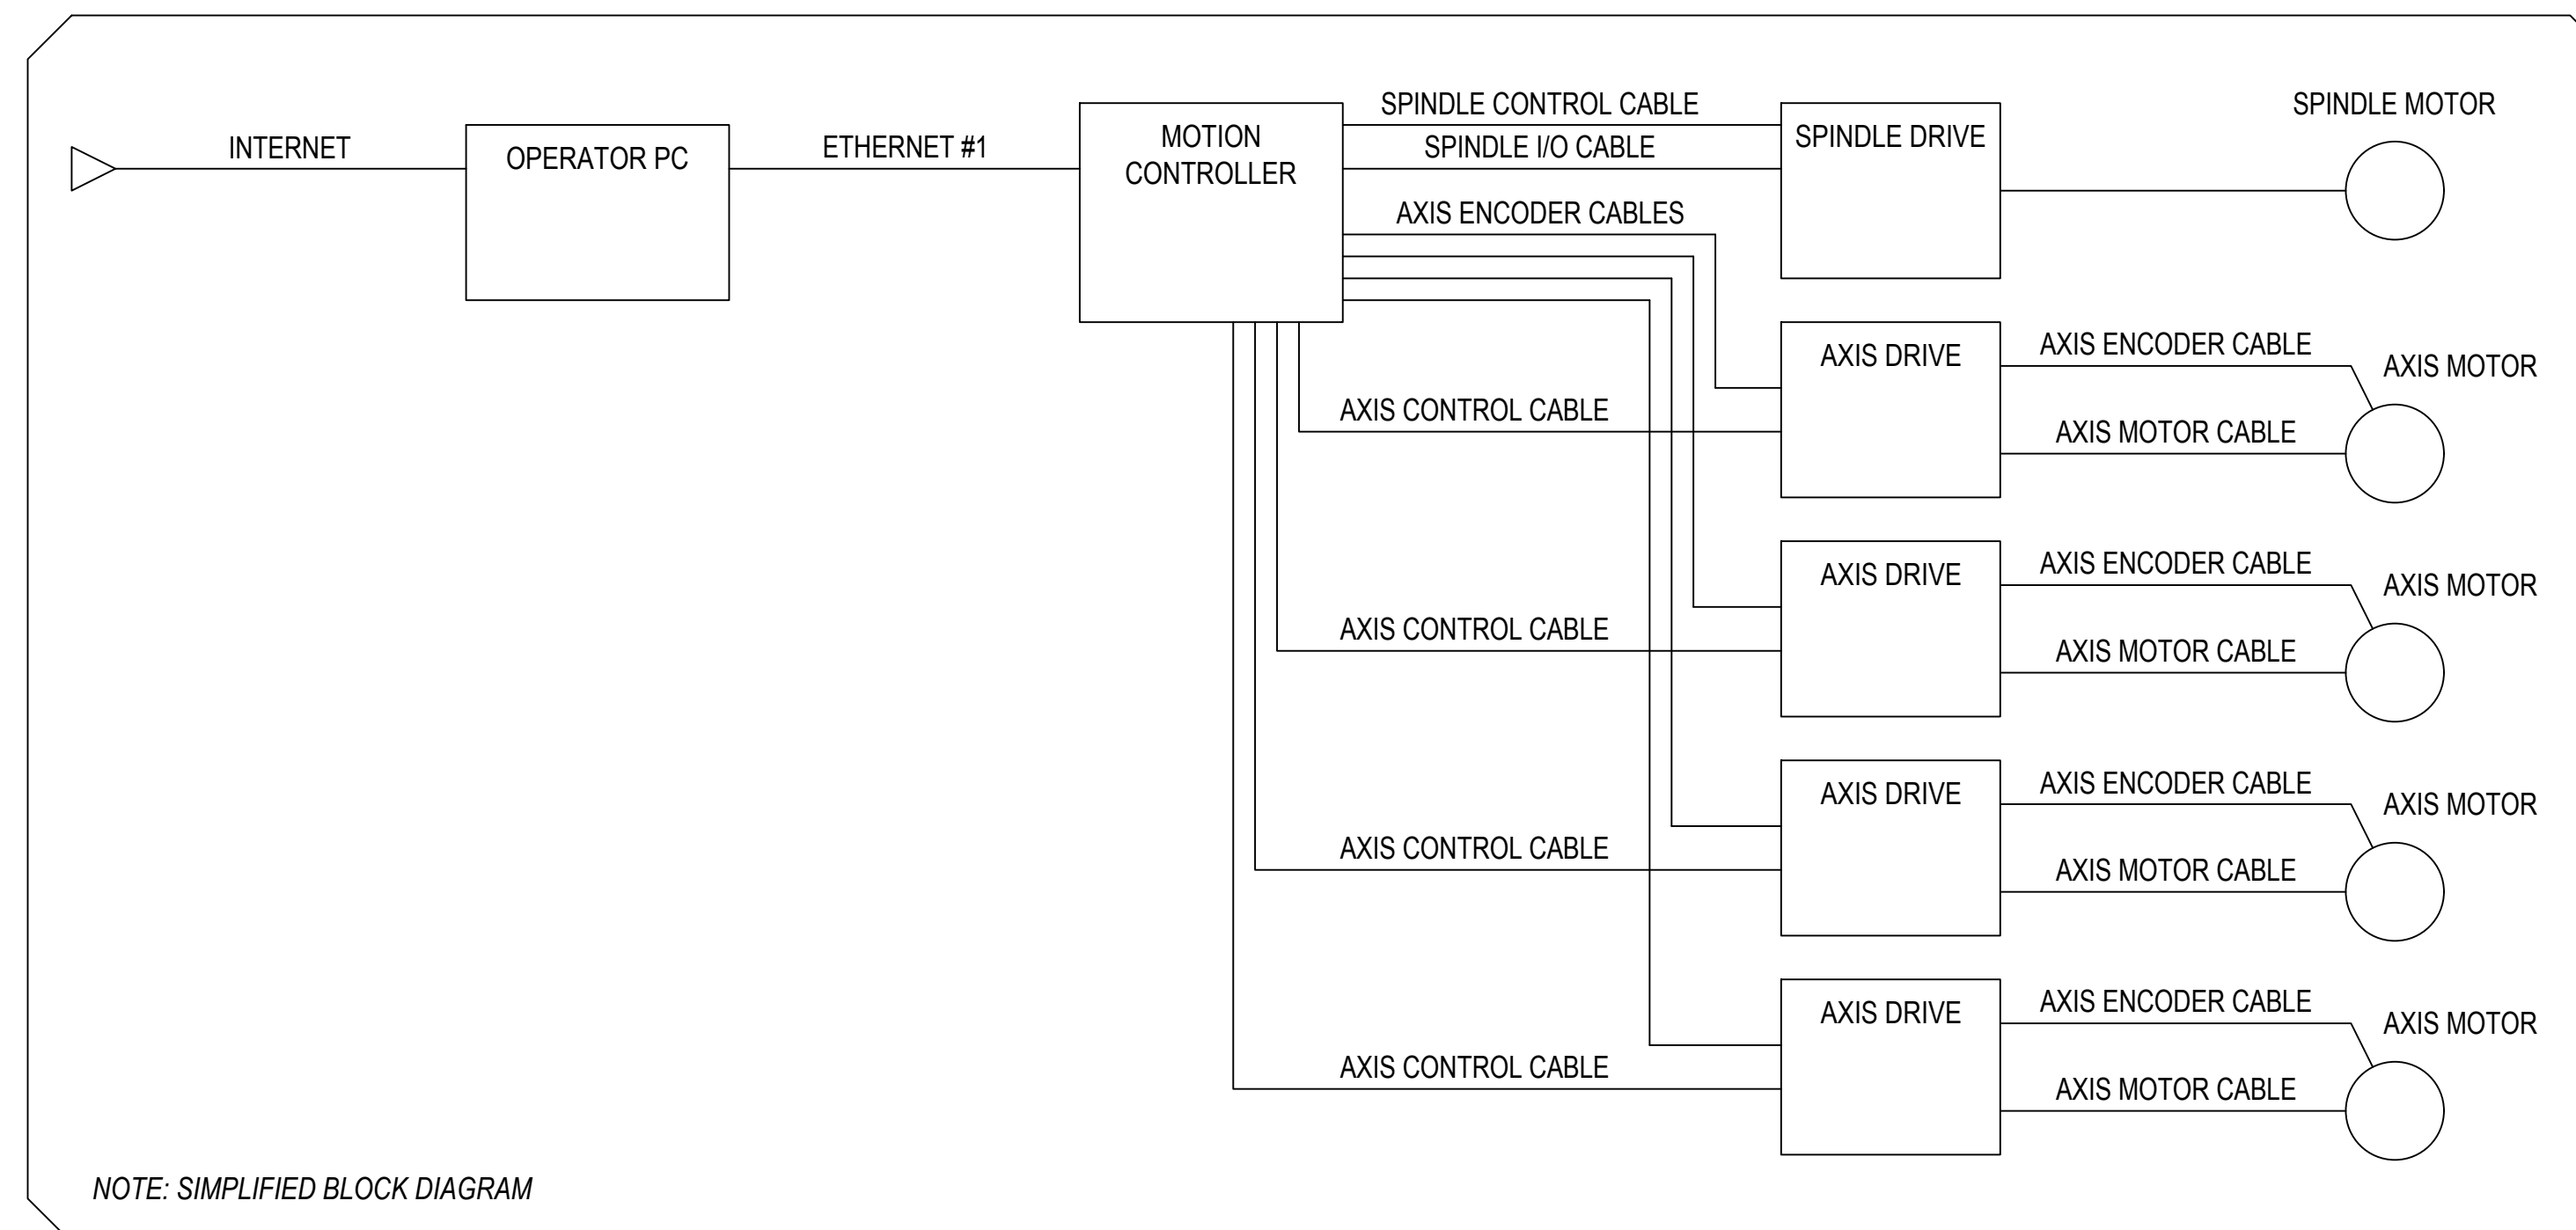 SPINDLE CONTROL CABLE
SPINDLE MOTOR
INTERNET
OPERATOR PC
ETHERNET #1
MOTION
CONTROLLER
SPINDLE I/O CABLE
SPINDLE DRIVE
AXIS ENCODER CABLES
AXIS DRIVE
AXIS ENCODER CABLE
AXIS MOTOR
AXIS CONTROL CABLE
AXIS MOTOR CABLE
AXIS DRIVE
AXIS ENCODER CABLE
AXIS MOTOR
AXIS CONTROL CABLE
AXIS MOTOR CABLE
AXIS DRIVE
AXIS ENCODER CABLE
AXIS MOTOR
AXIS CONTROL CABLE
AXIS MOTOR CABLE
AXIS DRIVE
AXIS ENCODER CABLE
AXIS MOTOR
AXIS CONTROL CABLE
AXIS MOTOR CABLE
NOTE: SIMPLIFIED BLOCK DIAGRAM